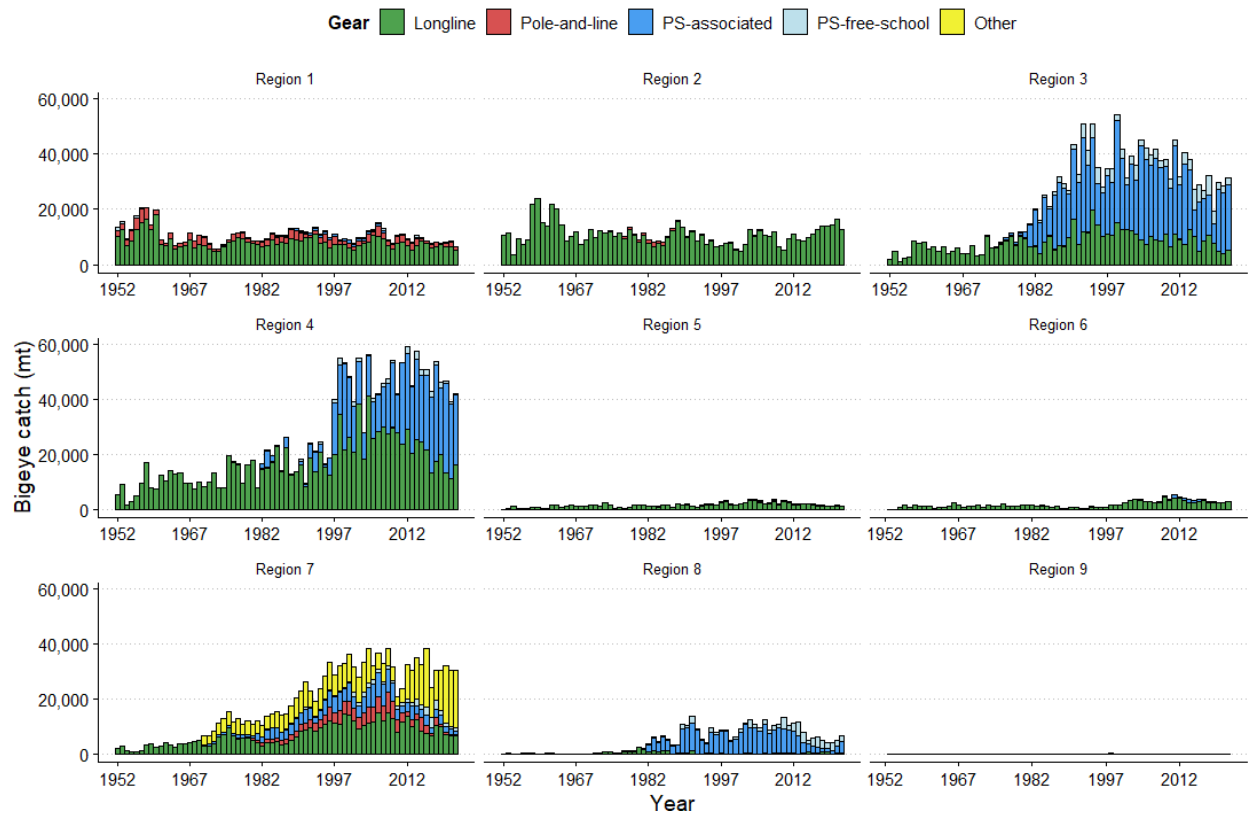 Gear Longline Pole-and-line PS-associated PS-free-school Other
Region 1 Region 2 Region 3
60,000
40,000
20,000
0
1952 1967 1982 1997 2012 1952 1967 1982 1997 2012 1952 1967 1982 1997 2012
Region 4 Region 5 Region 6
60,000
40,000
20,000
0
1952 1967 1982 1997 2012 1952 1967 1982 1997 2012 1952 1967 1982 1997 2012
Region 7 Region 8 Region 9
60,000
40,000
20,000
0
1952 1967 1982 1997 2012 1952 1967 1982 1997 2012 1952 1967 1982 1997 2012
Bigeye catch (mt)
Year